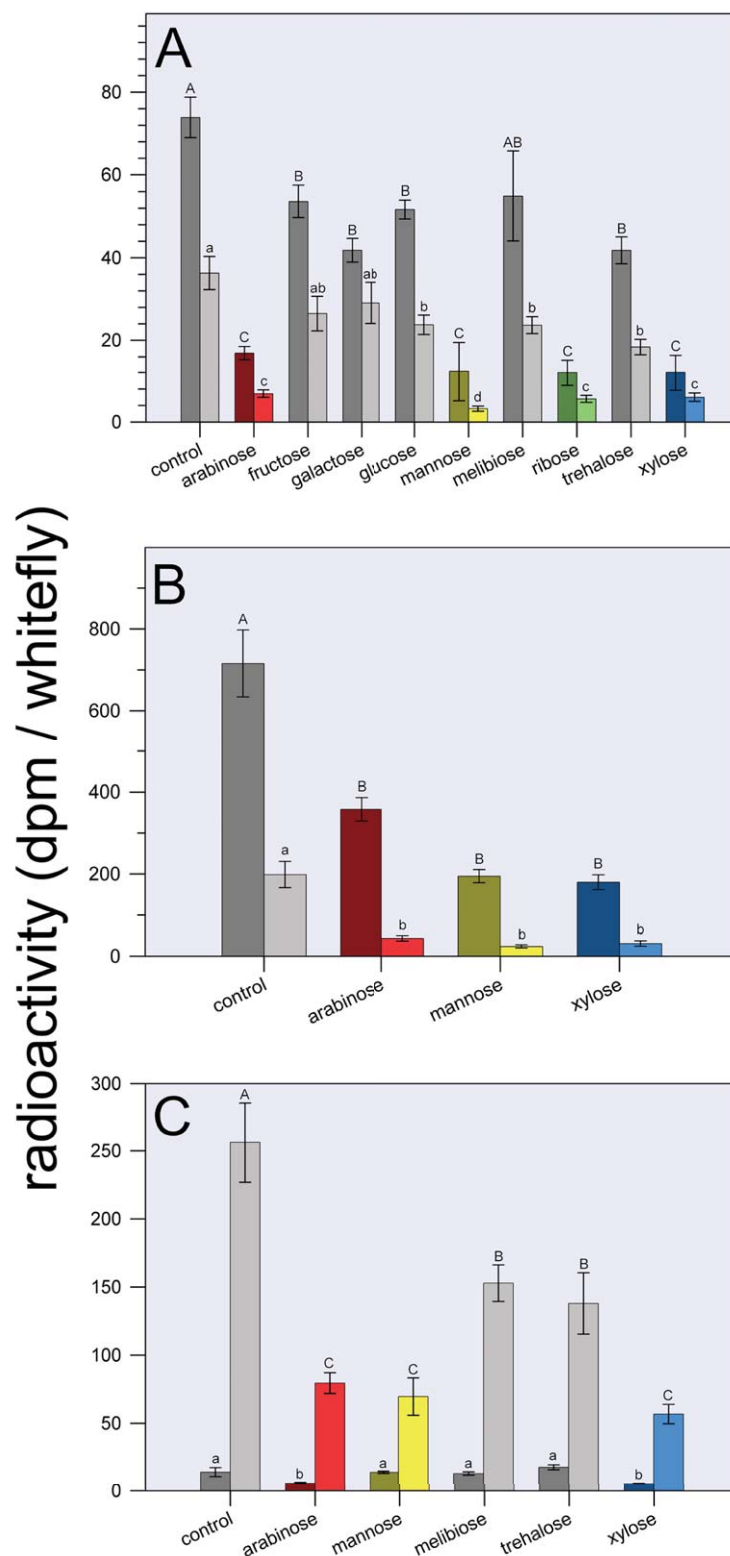 radioactivity (dpm / whitefly)
A
80
60
40
20
0
A
a
C
c
B
ab
B
ab
B
b
C
d
AB
b
C
c
B
b
C
c
control
arabinose
fructose
galactose
glucose
mannose
melibiose
ribose
trehalose
xylose
B
800
600
400
200
0
A
a
B
b
B
b
B
b
control
arabinose
mannose
xylose
C
300
250
200
150
100
50
0
a
A
b
C
a
C
a
B
a
B
b
C
control
arabinose
mannose
melibiose
trehalose
xylose